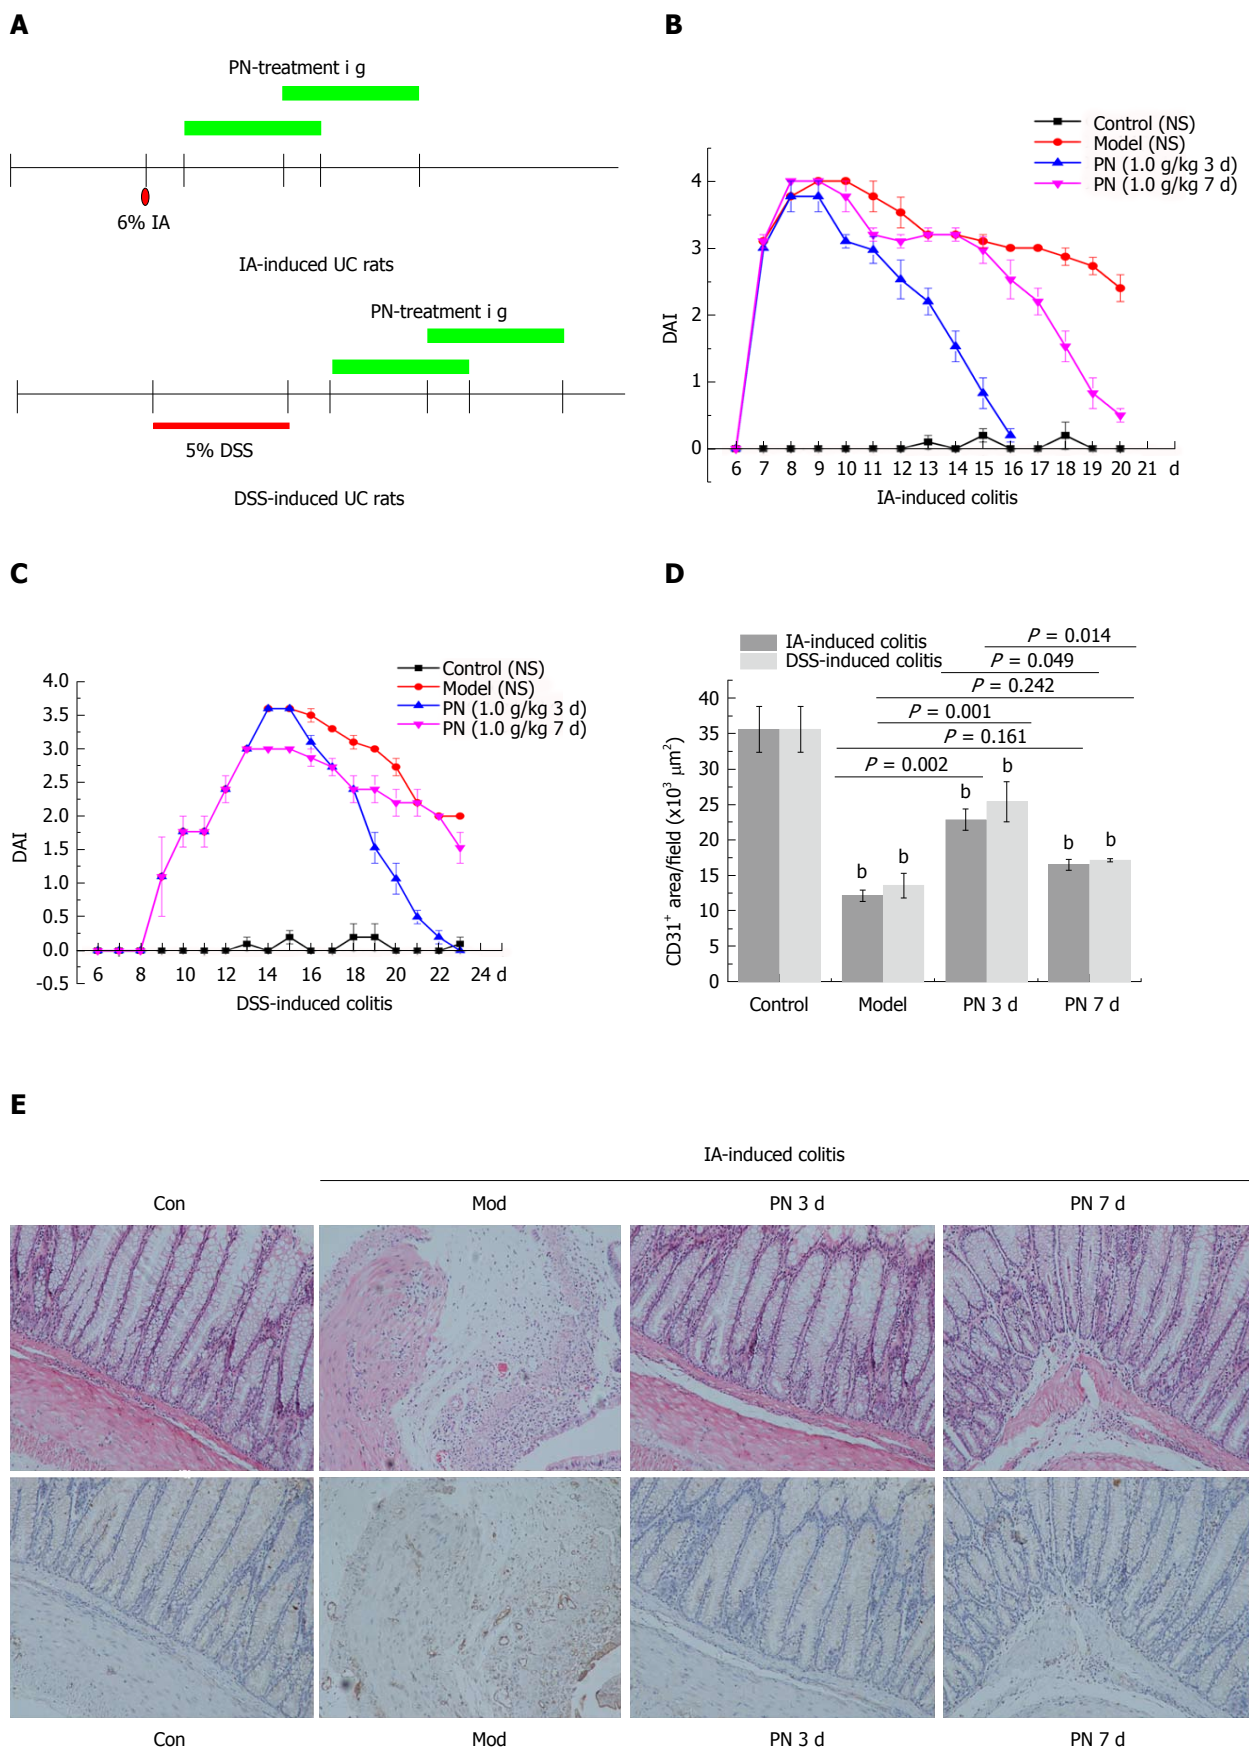 A
PN-treatment i g
6% IA
IA-induced UC rats
PN-treatment i g
5% DSS
DSS-induced UC rats
B
Control (NS)
Model (NS)
PN (1.0 g/kg 3 d)
PN (1.0 g/kg 7 d)
4
3
2
1
0
DAI
6 7 8 9 10 11 12 13 14 15 16 17 18 19 20 21 d
IA-induced colitis
C
Control (NS)
Model (NS)
PN (1.0 g/kg 3 d)
PN (1.0 g/kg 7 d)
4.0
3.5
3.0
2.5
2.0
1.5
1.0
0.5
0.0
-0.5
DAI
6 8 10 12 14 16 18 20 22 24 d
DSS-induced colitis
D
IA-induced colitis
DSS-induced colitis
P = 0.014
P = 0.049
P = 0.242
P = 0.001
P = 0.161
P = 0.002
40
35
30
25
20
15
10
5
0
CD31⁺ area/field (x10³ μm²)
b b b b b b
Control Model PN 3 d PN 7 d
E
IA-induced colitis
Con Mod PN 3 d PN 7 d
Con Mod PN 3 d PN 7 d